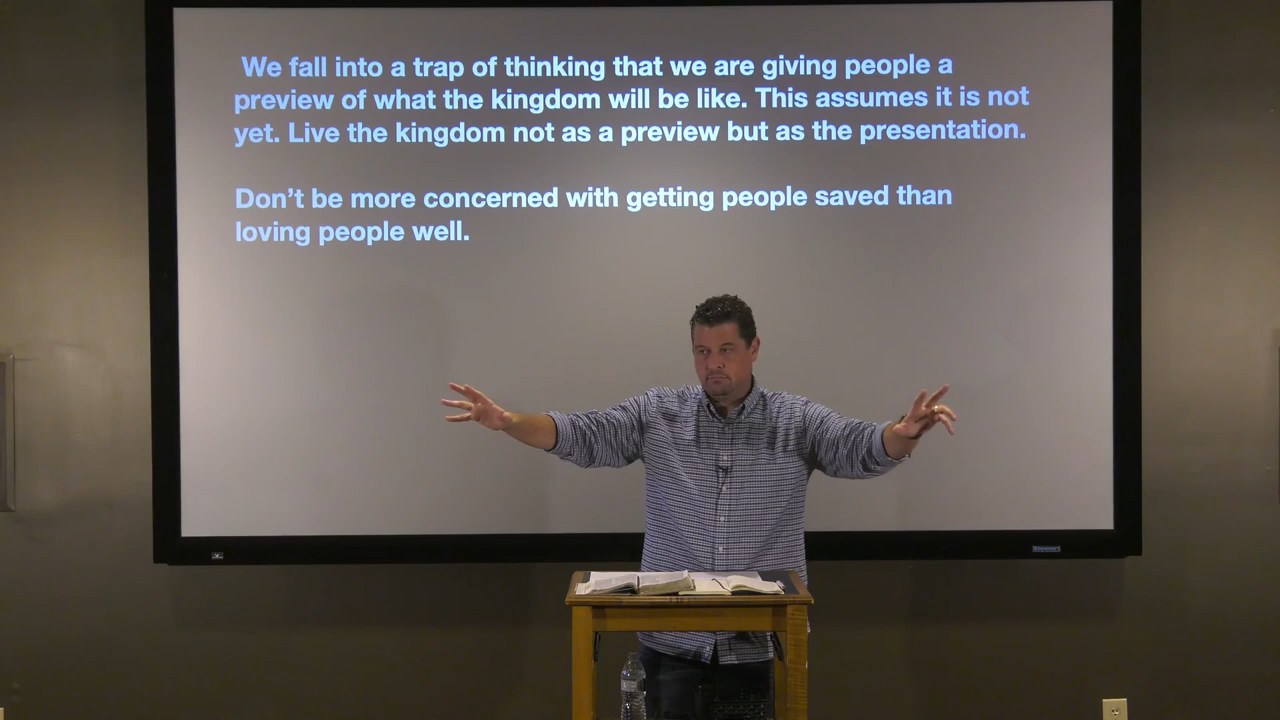 We fall into a trap of thinking that we are giving people a
preview of what the kingdom will be like. This assumes it is not
yet. Live the kingdom not as a preview but as the presentation.
Don’t be more concerned with getting people saved than
loving people well.